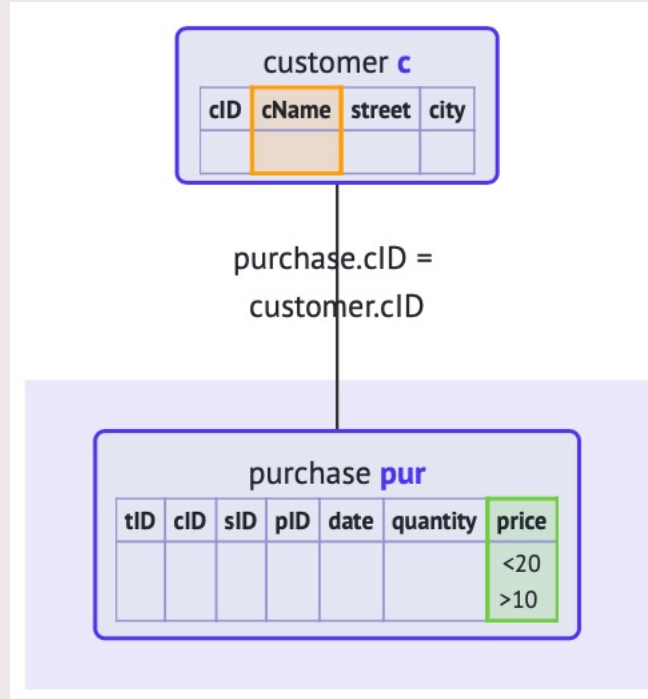 customer c
cID cName street city
purchase.cID =
customer.cID
purchase pur
tID cID sID pID date quantity price
<20
>10